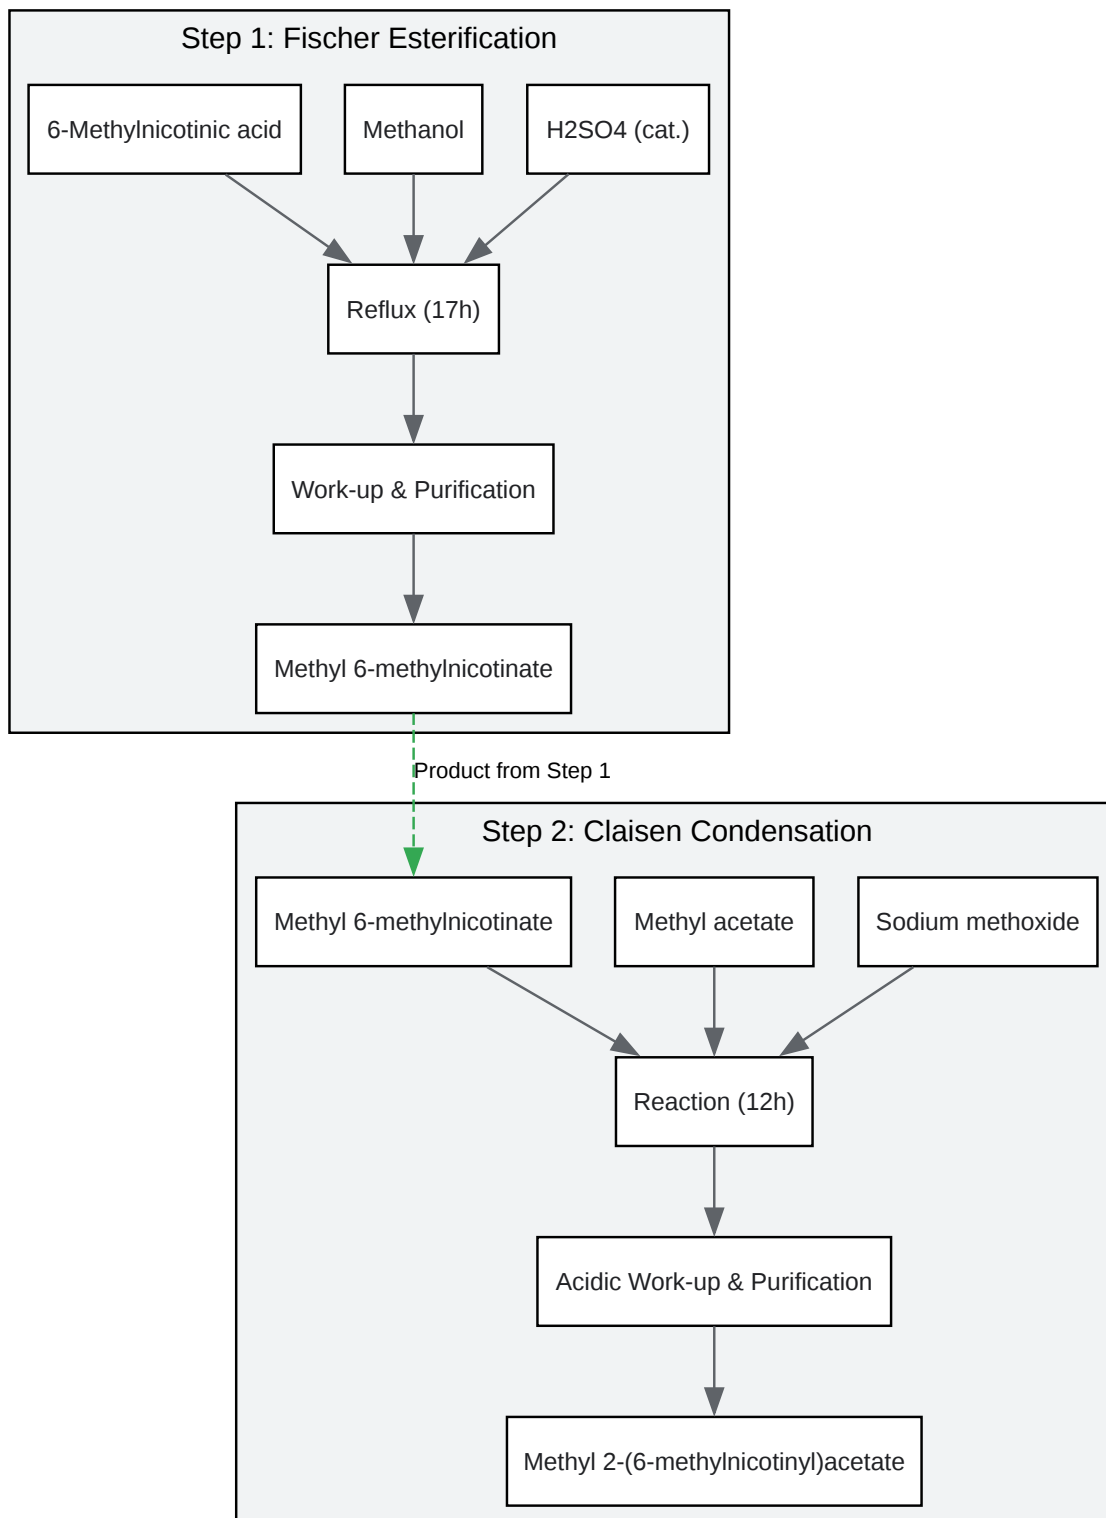 Step 1: Fischer Esterification
6-Methylnicotinic acid
Methanol
H2SO4 (cat.)
Reflux (17h)
Work-up & Purification
Methyl 6-methylnicotinate
Product from Step 1
Step 2: Claisen Condensation
Methyl 6-methylnicotinate
Methyl acetate
Sodium methoxide
Reaction (12h)
Acidic Work-up & Purification
Methyl 2-(6-methylnicotinyl)acetate